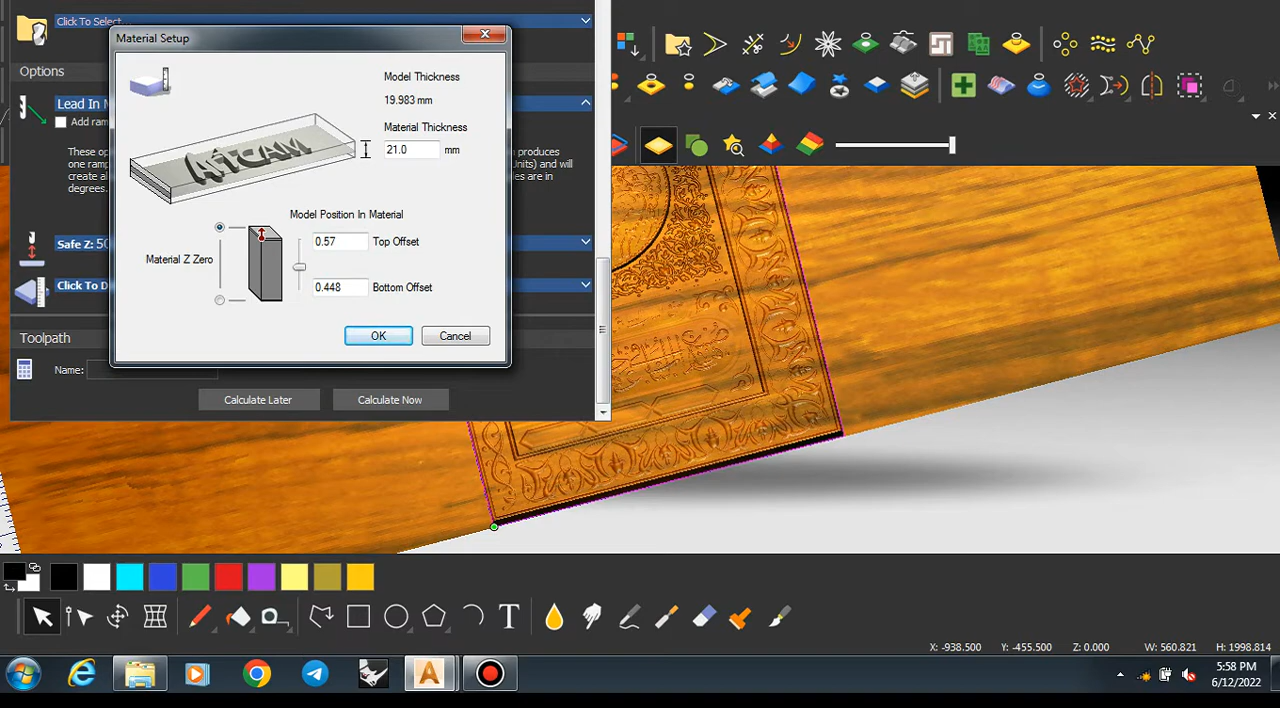 Click To Select...
Material Setup
Options
Model Thickness
19.983 mm
Lead In M
Material Thickness
Add ram
21.0 mm
These op
produces
one ramp
Units) and will
create al
les are in
degrees.
ArtCAM
Model Position In Material
0.57 Top Offset
Safe Z: 50
Material Z Zero
Click To D
0.448 Bottom Offset
OK
Cancel
Toolpath
Name:
Calculate Later
Calculate Now
T
X: -938.500
Y: -455.500
Z: 0.000
W: 560.821
H: 1998.814
5:58 PM
6/12/2022